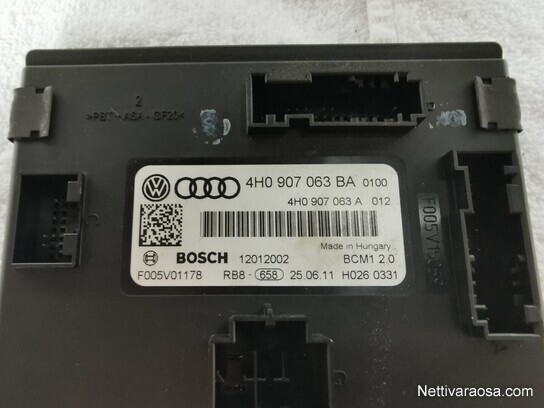 2
>PBT+ASA-GF20<
4H0 907 063 BA 0100
4H0 907 063 A 012
Made in Hungary
BOSCH 12012002 BCM1 2.0
F005V01178 RB8- 658 25.06.11 H026 0331
Nettivaraosa.com